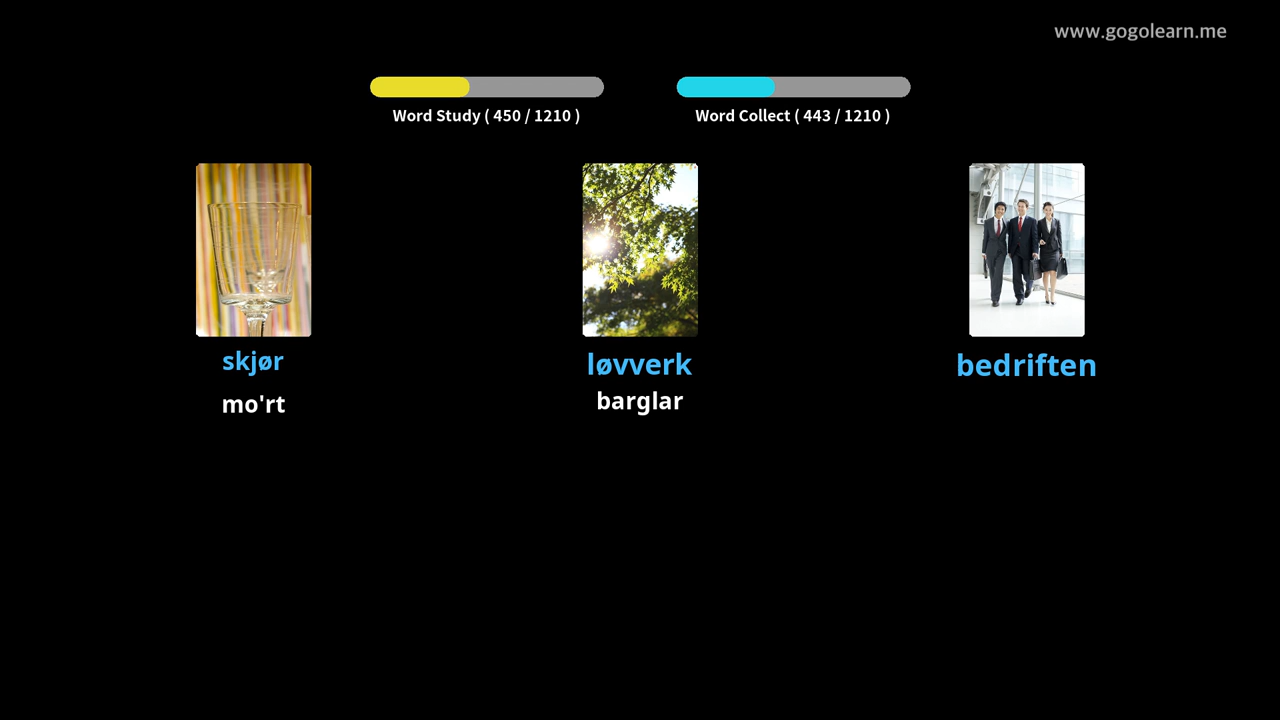 www.gogolearn.me
Word Study ( 450 / 1210 )
Word Collect ( 443 / 1210 )
skjør
mo'rt
løvverk
barglar
bedriften